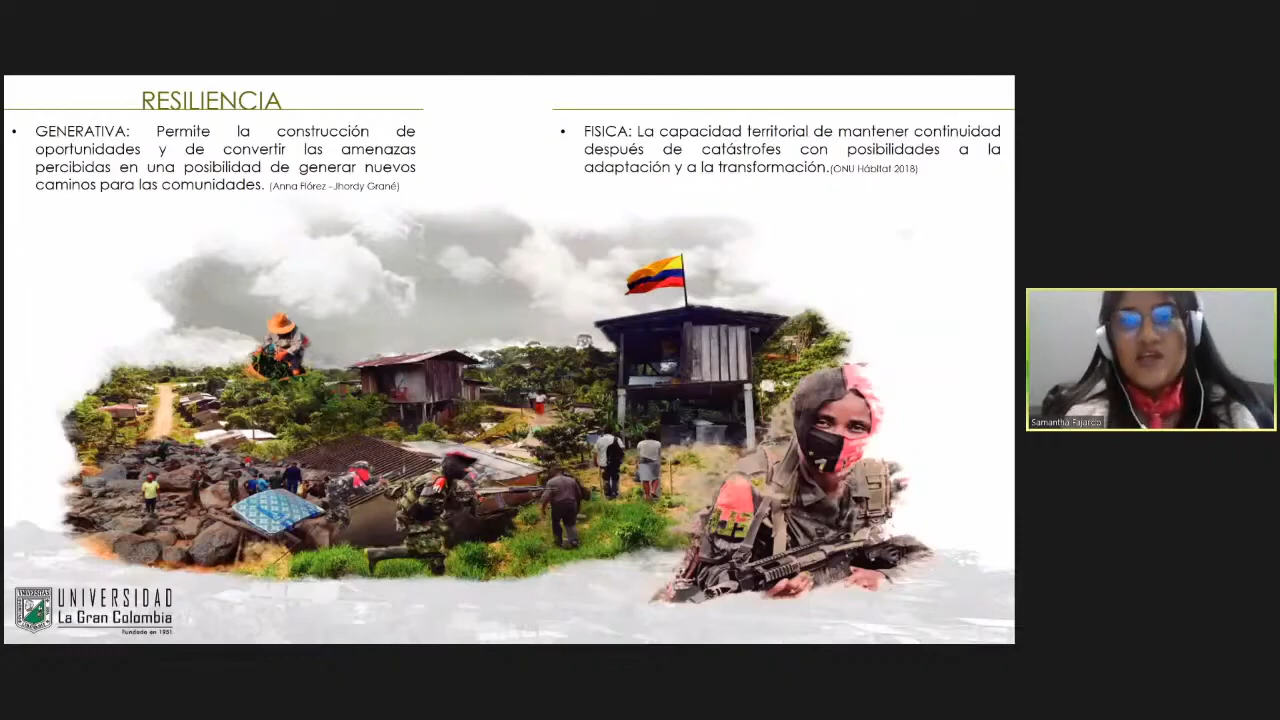 RESILIENCIA
• GENERATIVA: Permite la construcción de
oportunidades y de convertir las amenazas
percibidas en una posibilidad de generar nuevos
caminos para las comunidades. (Anna Flórez –Jhordy Grané)
• FISICA: La capacidad territorial de mantener continuidad
después de catástrofes con posibilidades a la
adaptación y a la transformación.(ONU Hábitat 2018)
UNIVERSIDAD
La Gran Colombia
Fundada en 1951
Samantha Fajardo